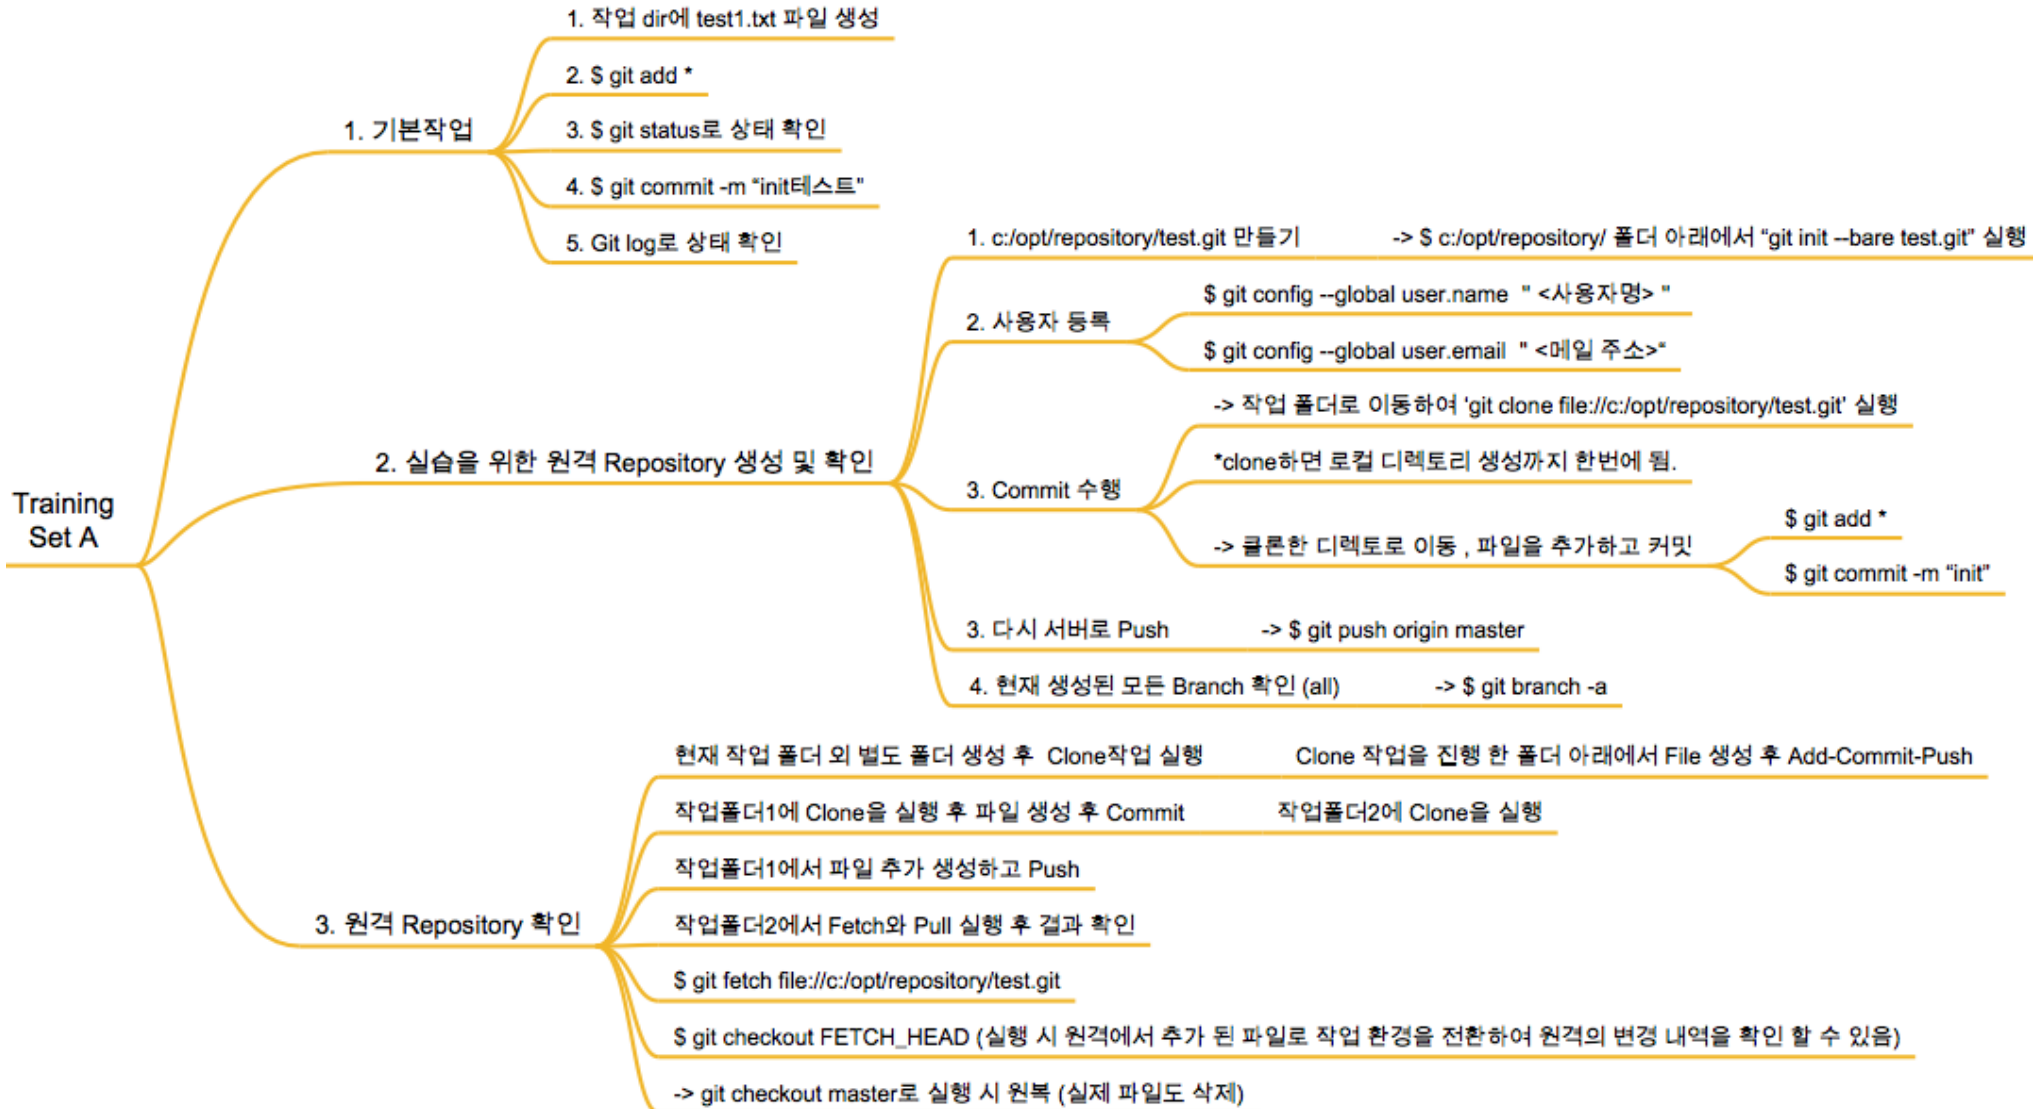 Training
Set A
1. 기본작업
1. 작업 dir에 test1.txt 파일 생성
2. $ git add *
3. $ git status로 상태 확인
4. $ git commit -m “init테스트"
5. Git log로 상태 확인
2. 실습을 위한 원격 Repository 생성 및 확인
1. c:/opt/repository/test.git 만들기
-> $ c:/opt/repository/ 폴더 아래에서 “git init --bare test.git” 실행
2. 사용자 등록
$ git config --global user.name " <사용자명> "
$ git config --global user.email " <메일 주소>“
3. Commit 수행
-> 작업 폴더로 이동하여 'git clone file://c:/opt/repository/test.git' 실행
*clone하면 로컬 디렉토리 생성까지 한번에 됨.
-> 클론한 디렉토로 이동 , 파일을 추가하고 커밋
$ git add *
$ git commit -m “init”
3. 다시 서버로 Push
-> $ git push origin master
4. 현재 생성된 모든 Branch 확인 (all)
-> $ git branch -a
3. 원격 Repository 확인
현재 작업 폴더 외 별도 폴더 생성 후 Clone작업 실행
Clone 작업을 진행 한 폴더 아래에서 File 생성 후 Add-Commit-Push
작업폴더1에 Clone을 실행 후 파일 생성 후 Commit
작업폴더2에 Clone을 실행
작업폴더1에서 파일 추가 생성하고 Push
작업폴더2에서 Fetch와 Pull 실행 후 결과 확인
$ git fetch file://c:/opt/repository/test.git
$ git checkout FETCH_HEAD (실행 시 원격에서 추가 된 파일로 작업 환경을 전환하여 원격의 변경 내역을 확인 할 수 있음)
-> git checkout master로 실행 시 원복 (실제 파일도 삭제)